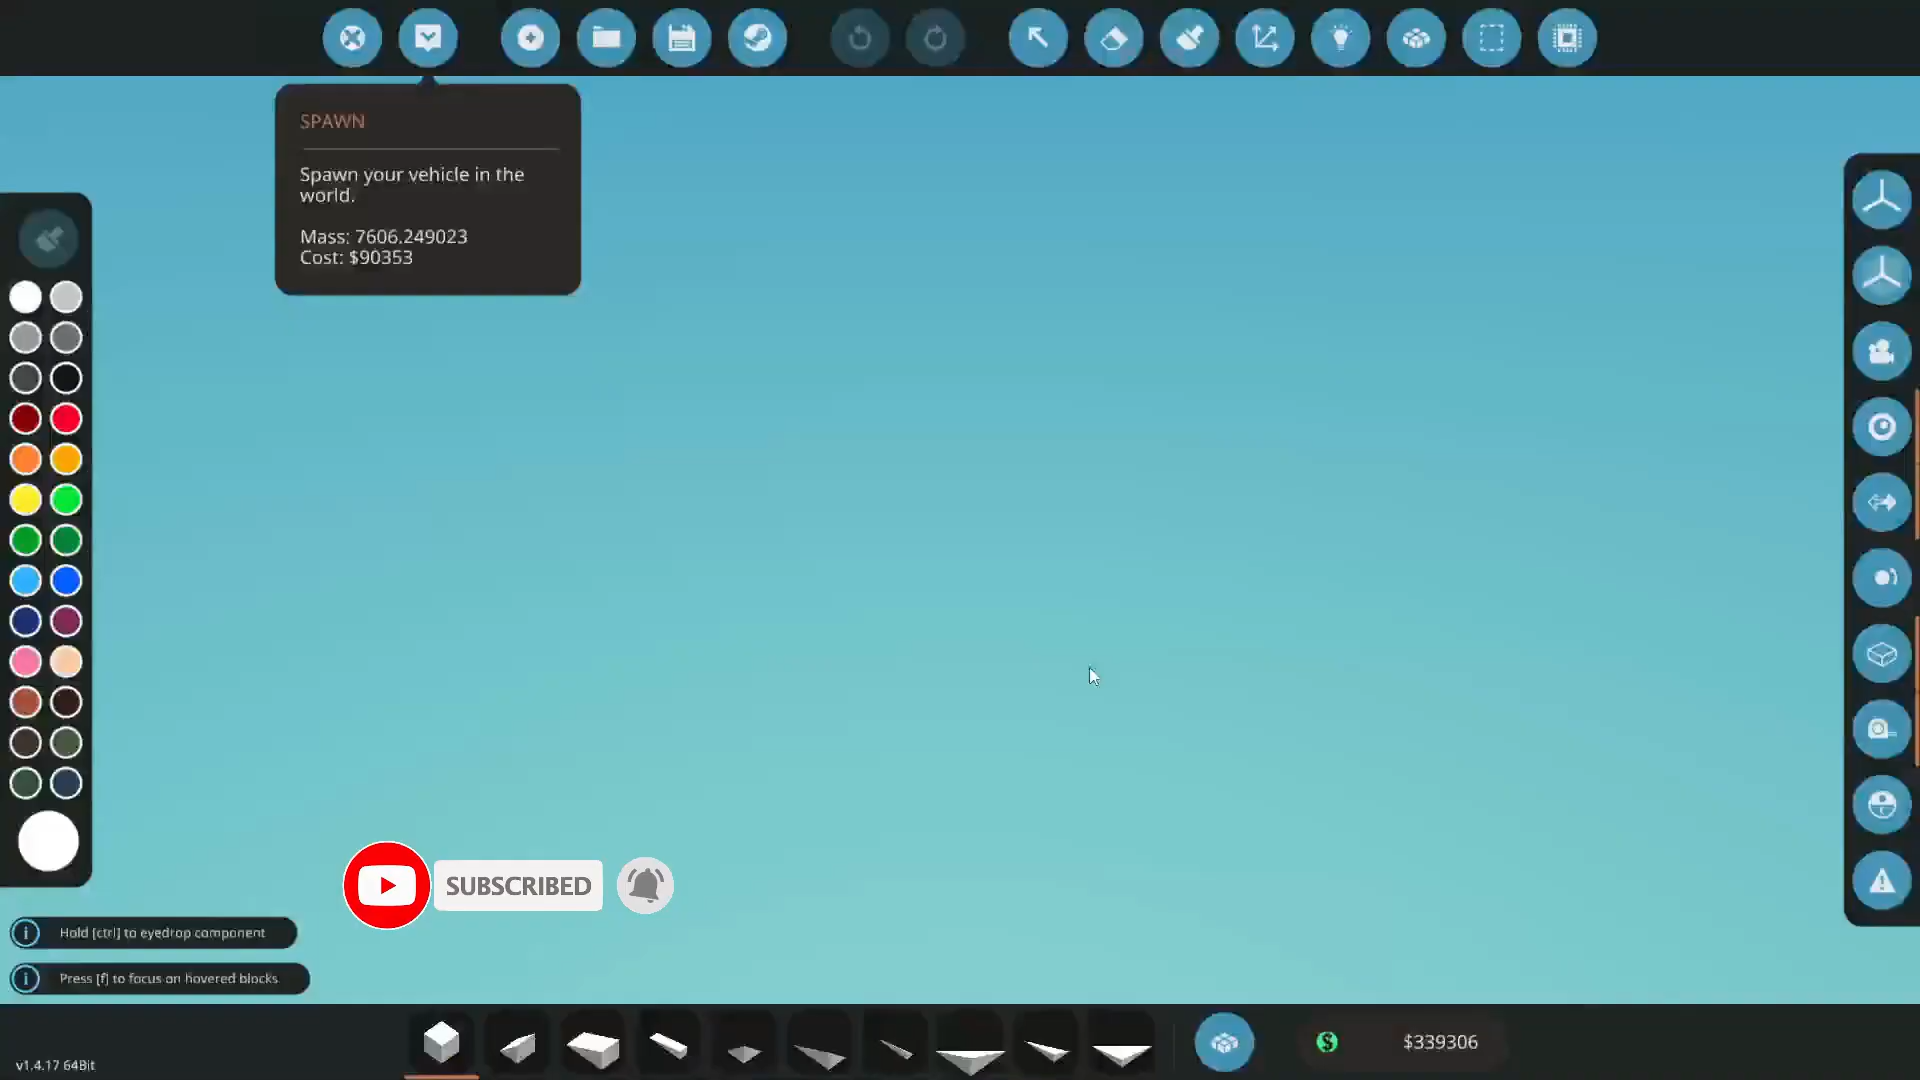 SPAWN
Spawn your vehicle in the
world.
Mass: 7606.249023
Cost: $90353
SUBSCRIBED
Hold [ctrl] to eyedrop component
Press [f] to focus on hovered blocks.
v1.4.17 64Bit
$339306